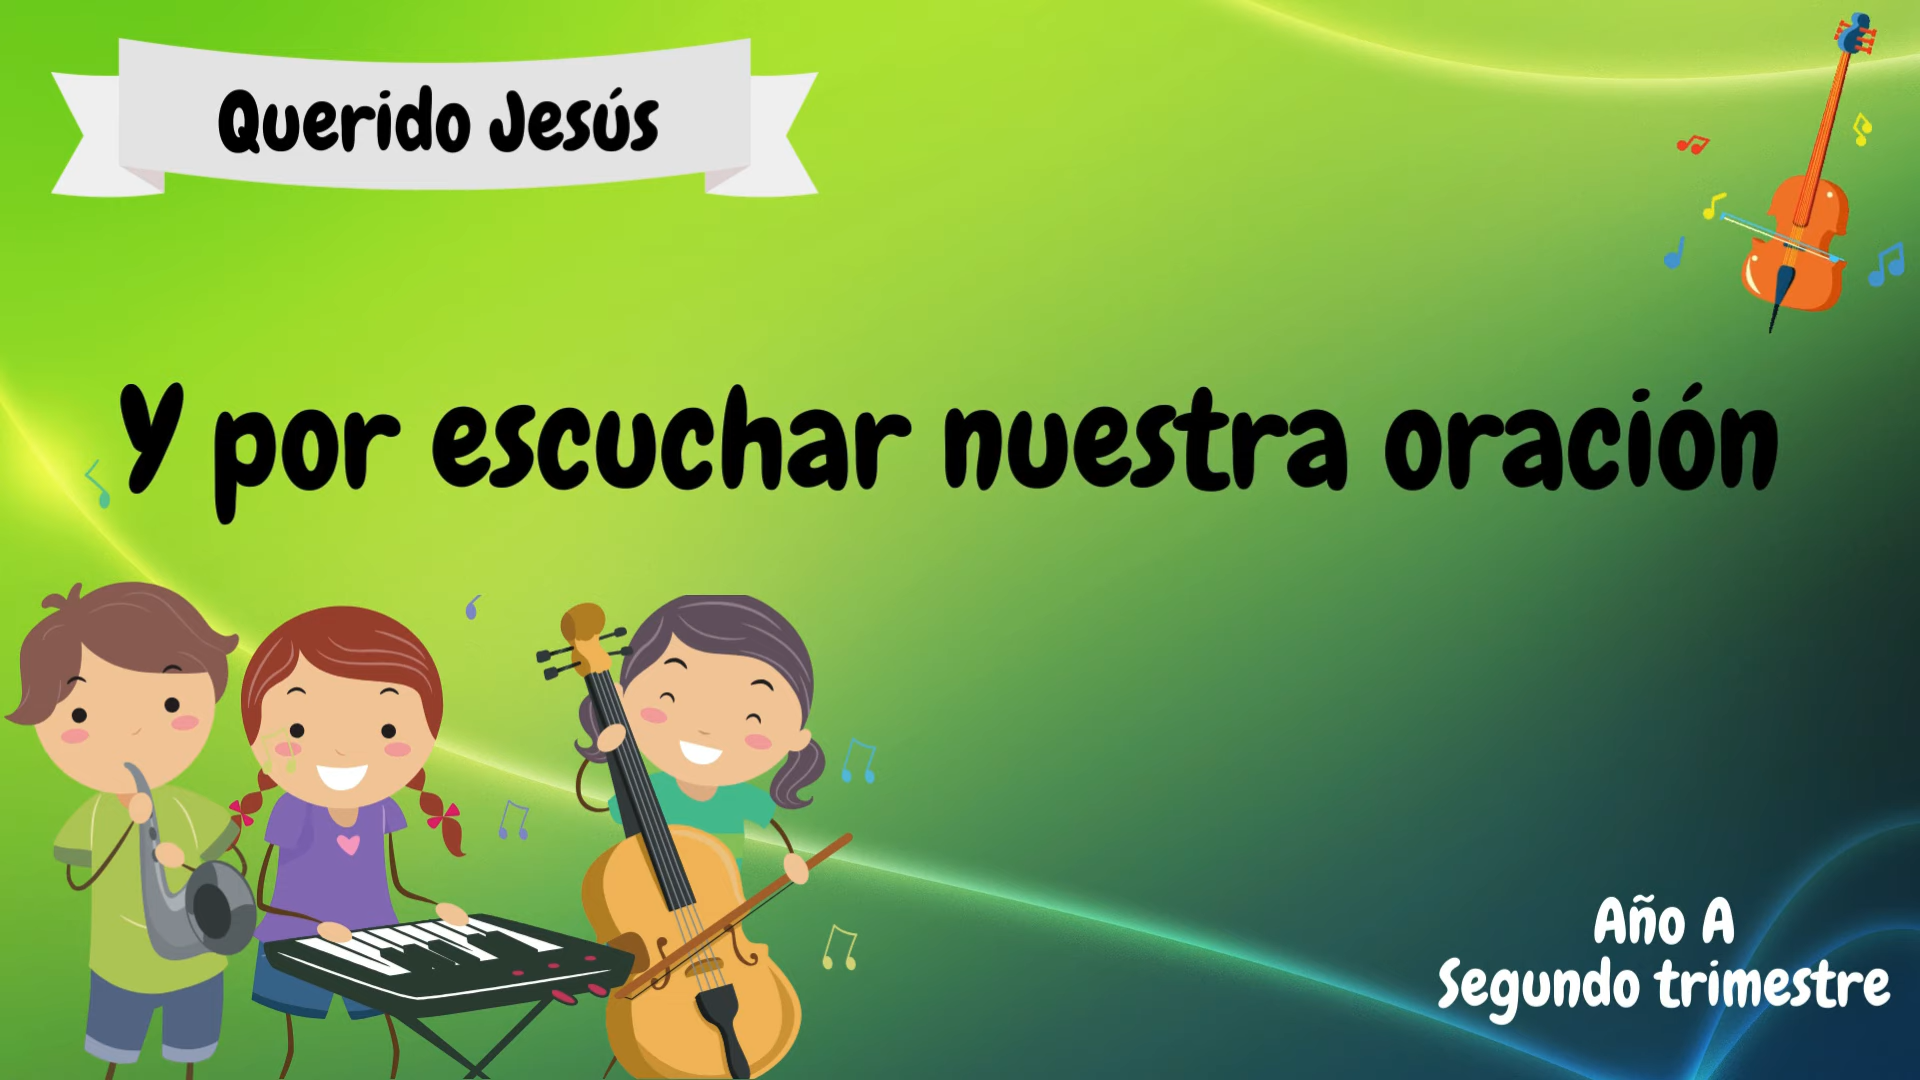 Querido Jesús
Y por escuchar nuestra oración
Año A
Segundo trimestre